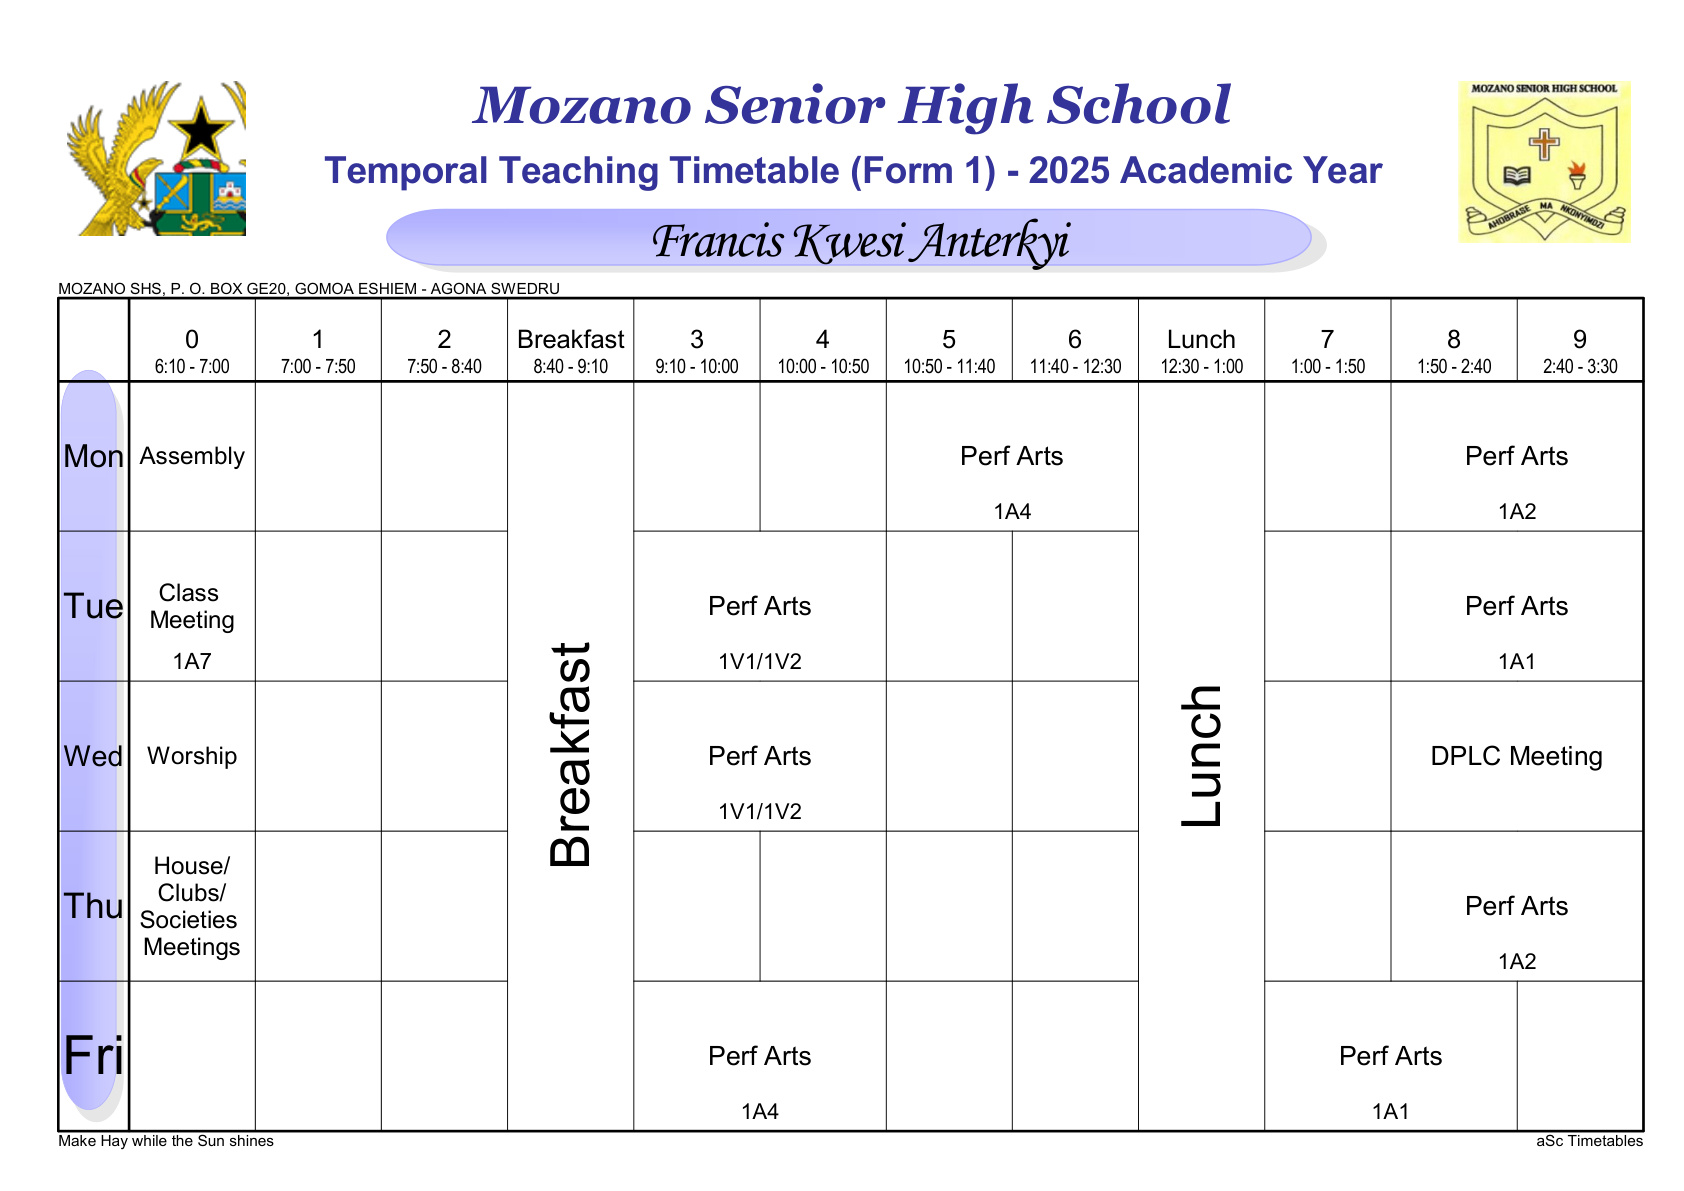 Mozano Senior High School
Temporal Teaching Timetable (Form 1) - 2025 Academic Year
Francis Kwesi Anterkyi
MOZANO SENIOR HIGH SCHOOL
AHOBRASE MA NKUNYIMDZI
MOZANO SHS, P. O. BOX GE20, GOMOA ESHIEM - AGONA SWEDRU
0 1 2 Breakfast 3 4 5 6 Lunch 7 8 9
6:10 - 7:00 7:00 - 7:50 7:50 - 8:40 8:40 - 9:10 9:10 - 10:00 10:00 - 10:50 10:50 - 11:40 11:40 - 12:30 12:30 - 1:00 1:00 - 1:50 1:50 - 2:40 2:40 - 3:30
Mon Assembly Perf Arts Perf Arts
1A4 1A2
Tue Class Meeting Perf Arts Perf Arts
1A7 1V1/1V2 1A1
Breakfast
Lunch
Wed Worship Perf Arts DPLC Meeting
1V1/1V2
Thu House/ Clubs/ Societies Meetings Perf Arts
1A2
Fri Perf Arts Perf Arts
1A4 1A1
Make Hay while the Sun shines
aSc Timetables